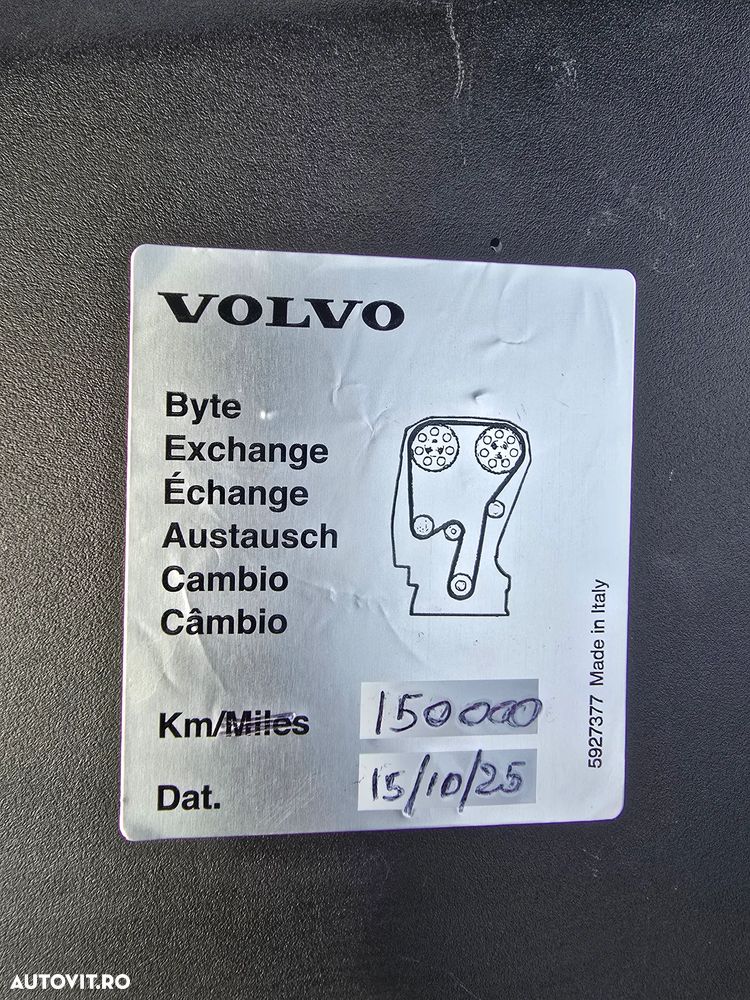 VOLVO
Byte
Exchange
Échange
Austausch
Cambio
Câmbio
Km/Miles 150000
Dat. 15/10/25
5927377 Made in Italy
AUTOVIT.RO